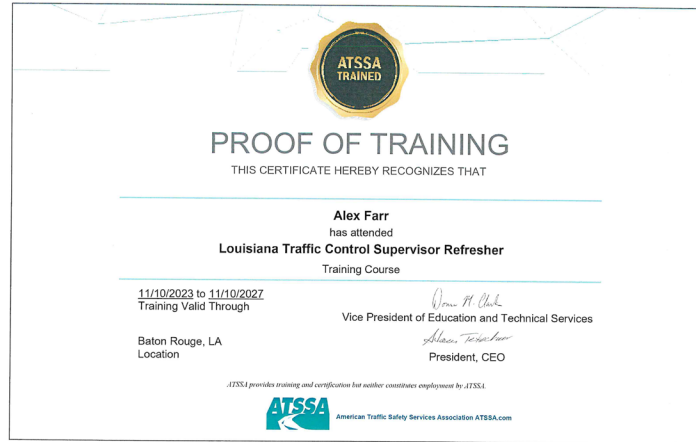 ATSSA
TRAINED
PROOF OF TRAINING
THIS CERTIFICATE HEREBY RECOGNIZES THAT
Alex Farr
has attended
Louisiana Traffic Control Supervisor Refresher
Training Course
11/10/2023 to 11/10/2027
Training Valid Through
Vice President of Education and Technical Services
Baton Rouge, LA
Location
President, CEO
ATSSA provides training and certification but neither constitutes employment by ATSSA.
ATSSA
American Traffic Safety Services Association ATSSA.com